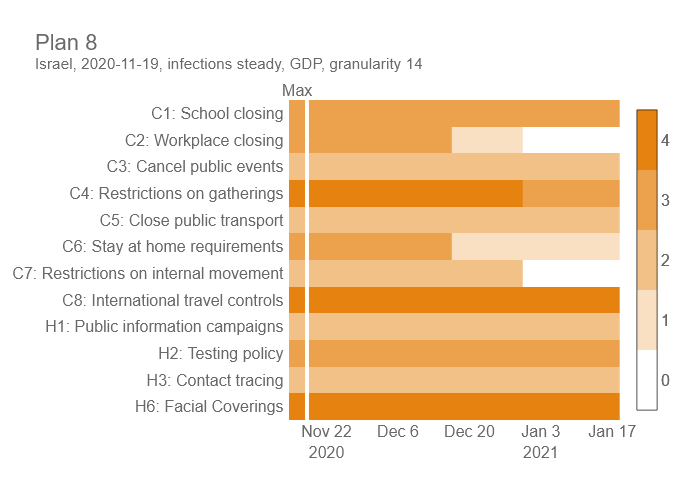 Plan 8
Israel, 2020-11-19, infections steady, GDP, granularity 14
Max
C1: School closing
C2: Workplace closing
C3: Cancel public events
C4: Restrictions on gatherings
C5: Close public transport
C6: Stay at home requirements
C7: Restrictions on internal movement
C8: International travel controls
H1: Public information campaigns
H2: Testing policy
H3: Contact tracing
H6: Facial Coverings
4
3
2
1
0
Nov 22 Dec 6 Dec 20 Jan 3 Jan 17
2020 2021